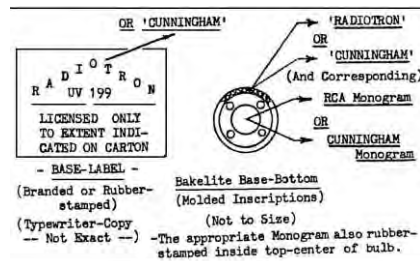 OR 'CUNNINGHAM'
RADIOTRON
UV 199
LICENSED ONLY
TO EXTENT INDI-
CATED ON CARTON
- BASE-LABEL -
(Branded or Rubber-
stamped)
(Typewriter-Copy
-- Not Exact --)
'RADIOTRON'
OR
'CUNNINGHAM'
(And Corresponding)
RCA Monogram
OR
CUNNINGHAM
Monogram
Bakelite Base-Bottom
(Molded Inscriptions)
(Not to Size)
-The appropriate Monogram also rubber-
stamped inside top-center of bulb.